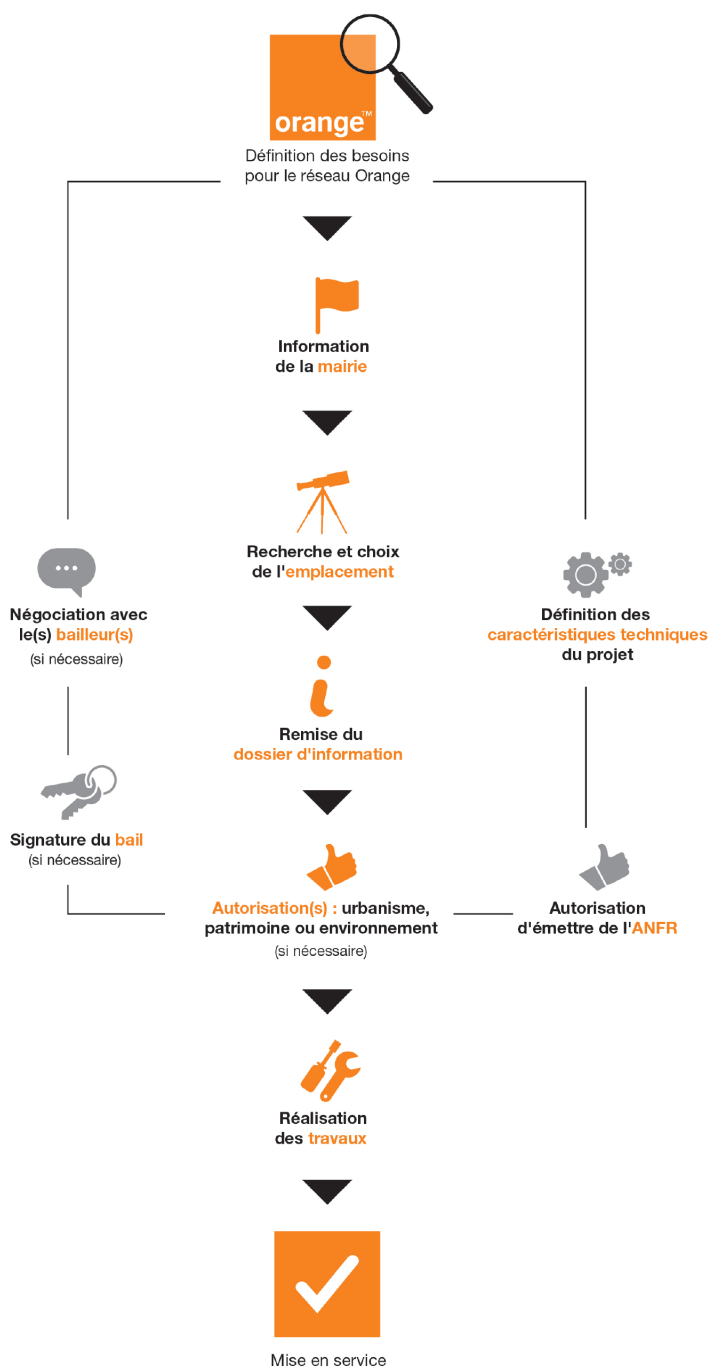 orange™
Définition des besoins
pour le réseau Orange
Information
de la mairie
Recherche et choix
de l'emplacement
Négociation avec
le(s) bailleur(s)
(si nécessaire)
Définition des
caractéristiques techniques
du projet
Remise du
dossier d'information
Signature du bail
(si nécessaire)
Autorisation(s) : urbanisme,
patrimoine ou environnement
(si nécessaire)
Autorisation
d'émettre de l'ANFR
Réalisation
des travaux
Mise en service